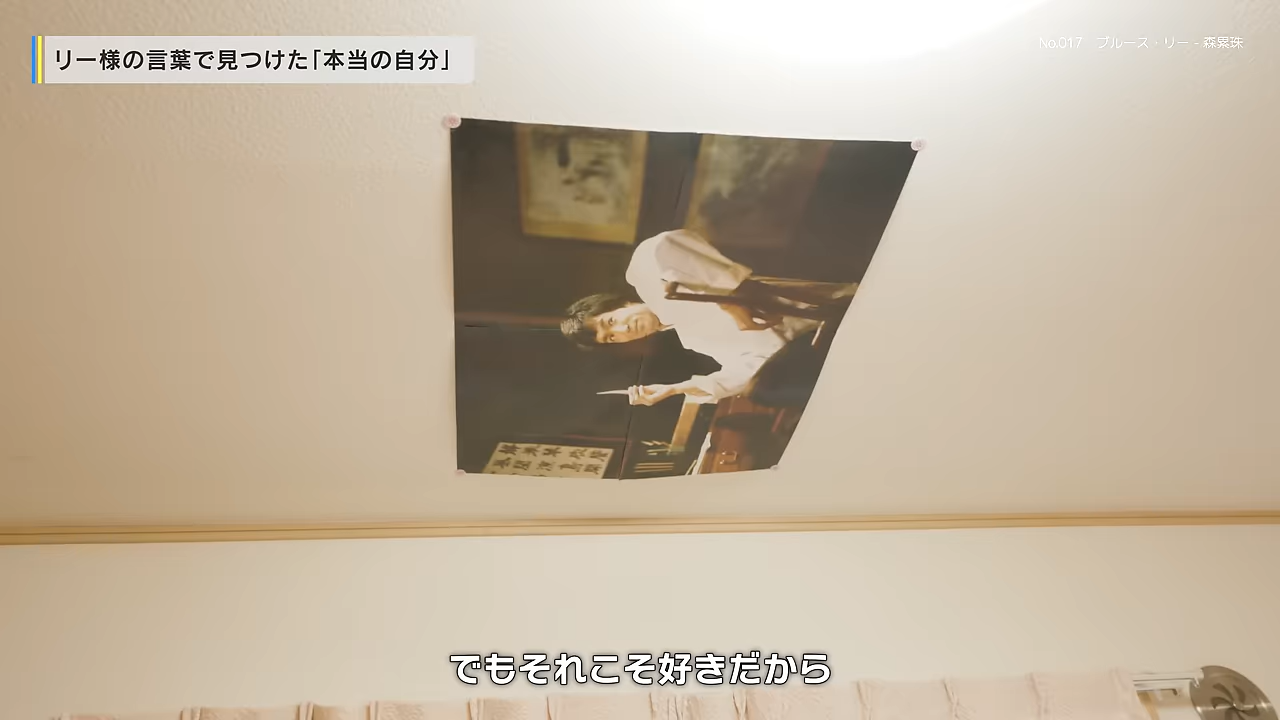 リー様の言葉で見つけた「本当の自分」
No.017 ブルース・リー - 森累珠
でもそれこそ好きだから